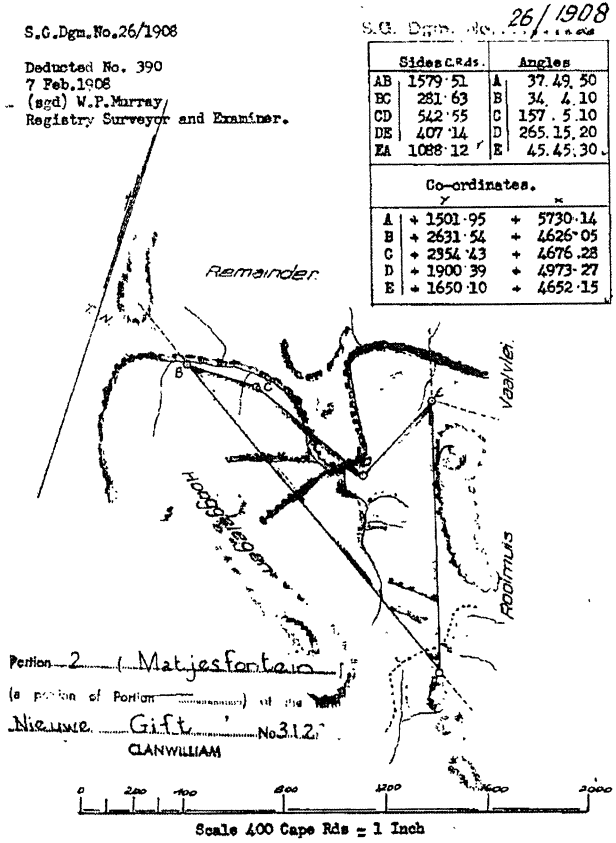 S.G.Dgm.No.26/1908
S.G. Dgm. No. 26/1908
Deducted No. 390
7 Feb.1908
(sgd) W.P.Murray
Registry Surveyor and Examiner.
Sides C.Rds. Angles
AB 1579·51 A 37.49.50
BC 281·63 B 34. 4.10
CD 542·55 C 157. 5.10
DE 407·14 D 265.15.20
EA 1088·12 E 45.45.30
Co-ordinates.
y x
A + 1501·95 + 5730·14
B + 2631·54 + 4626·05
C + 2354·43 + 4676.28
D + 1900·39 + 4973·27
E + 1650·10 + 4652·15
Remainder.
T. N.
B
C
Vaalvlei.
D
Hooggelegen
Rooimuis
Portion 2 ( Matjesfontein )
(a portion of Portion ) of the
Nieuwe Gift No 312
CLANWILLIAM
0 200 400 800 1200 1600 2000
Scale 400 Cape Rds = 1 Inch